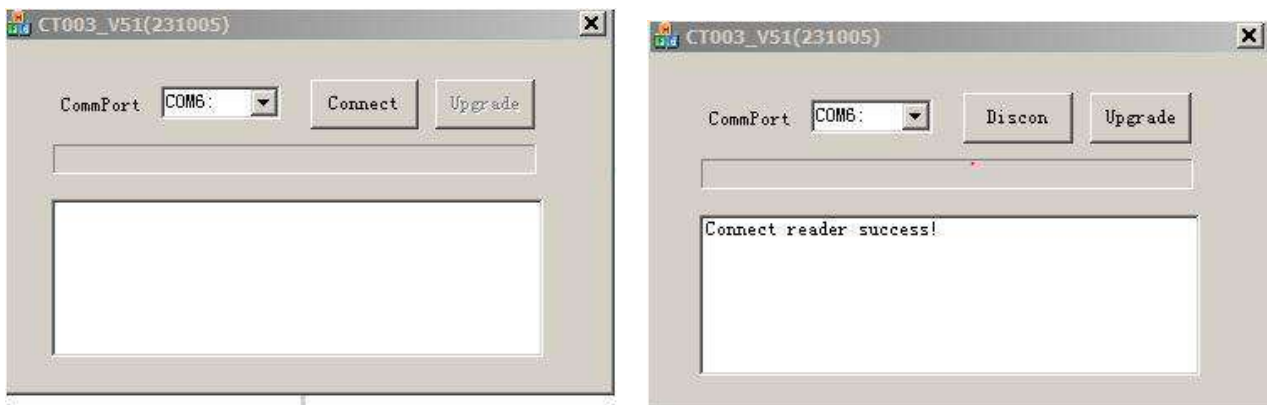 CT003_V51(231005)
CommPort COM6: Connect Upgrade
CT003_V51(231005)
CommPort COM6: Discon Upgrade
Connect reader success!